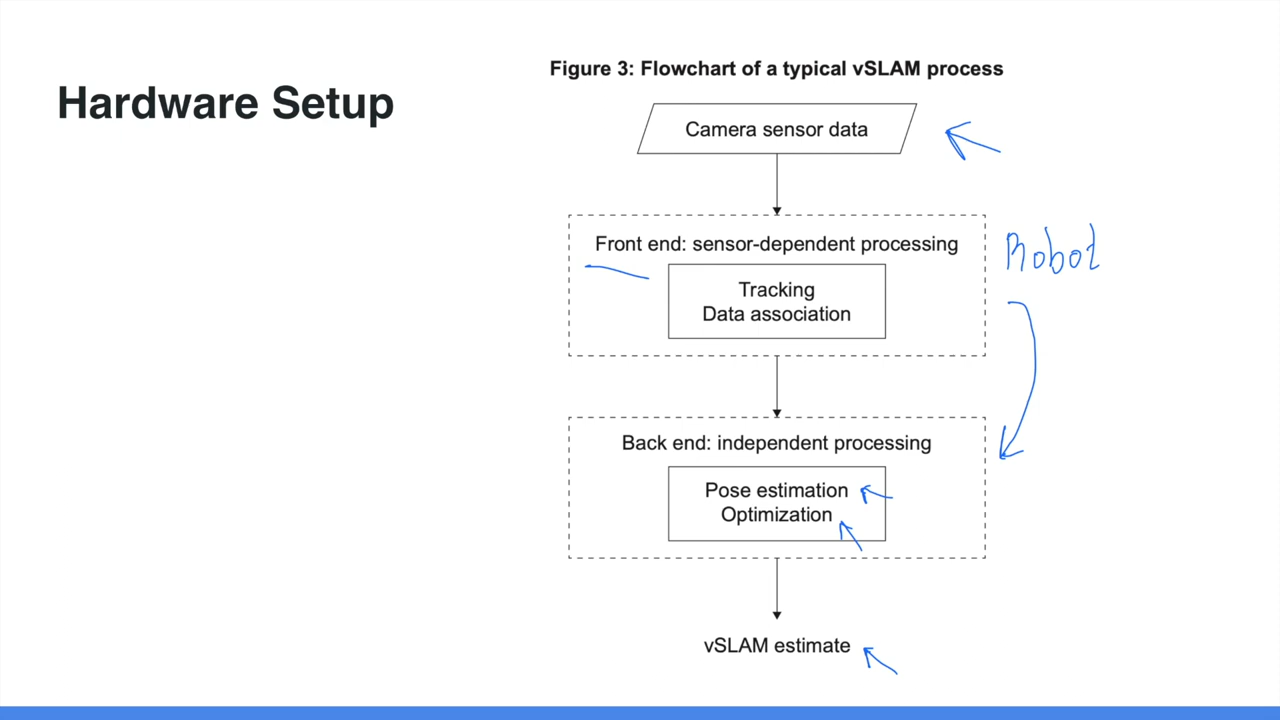 Hardware Setup
Figure 3: Flowchart of a typical vSLAM process
Camera sensor data
Front end: sensor-dependent processing
Tracking
Data association
Robot
Back end: independent processing
Pose estimation
Optimization
vSLAM estimate